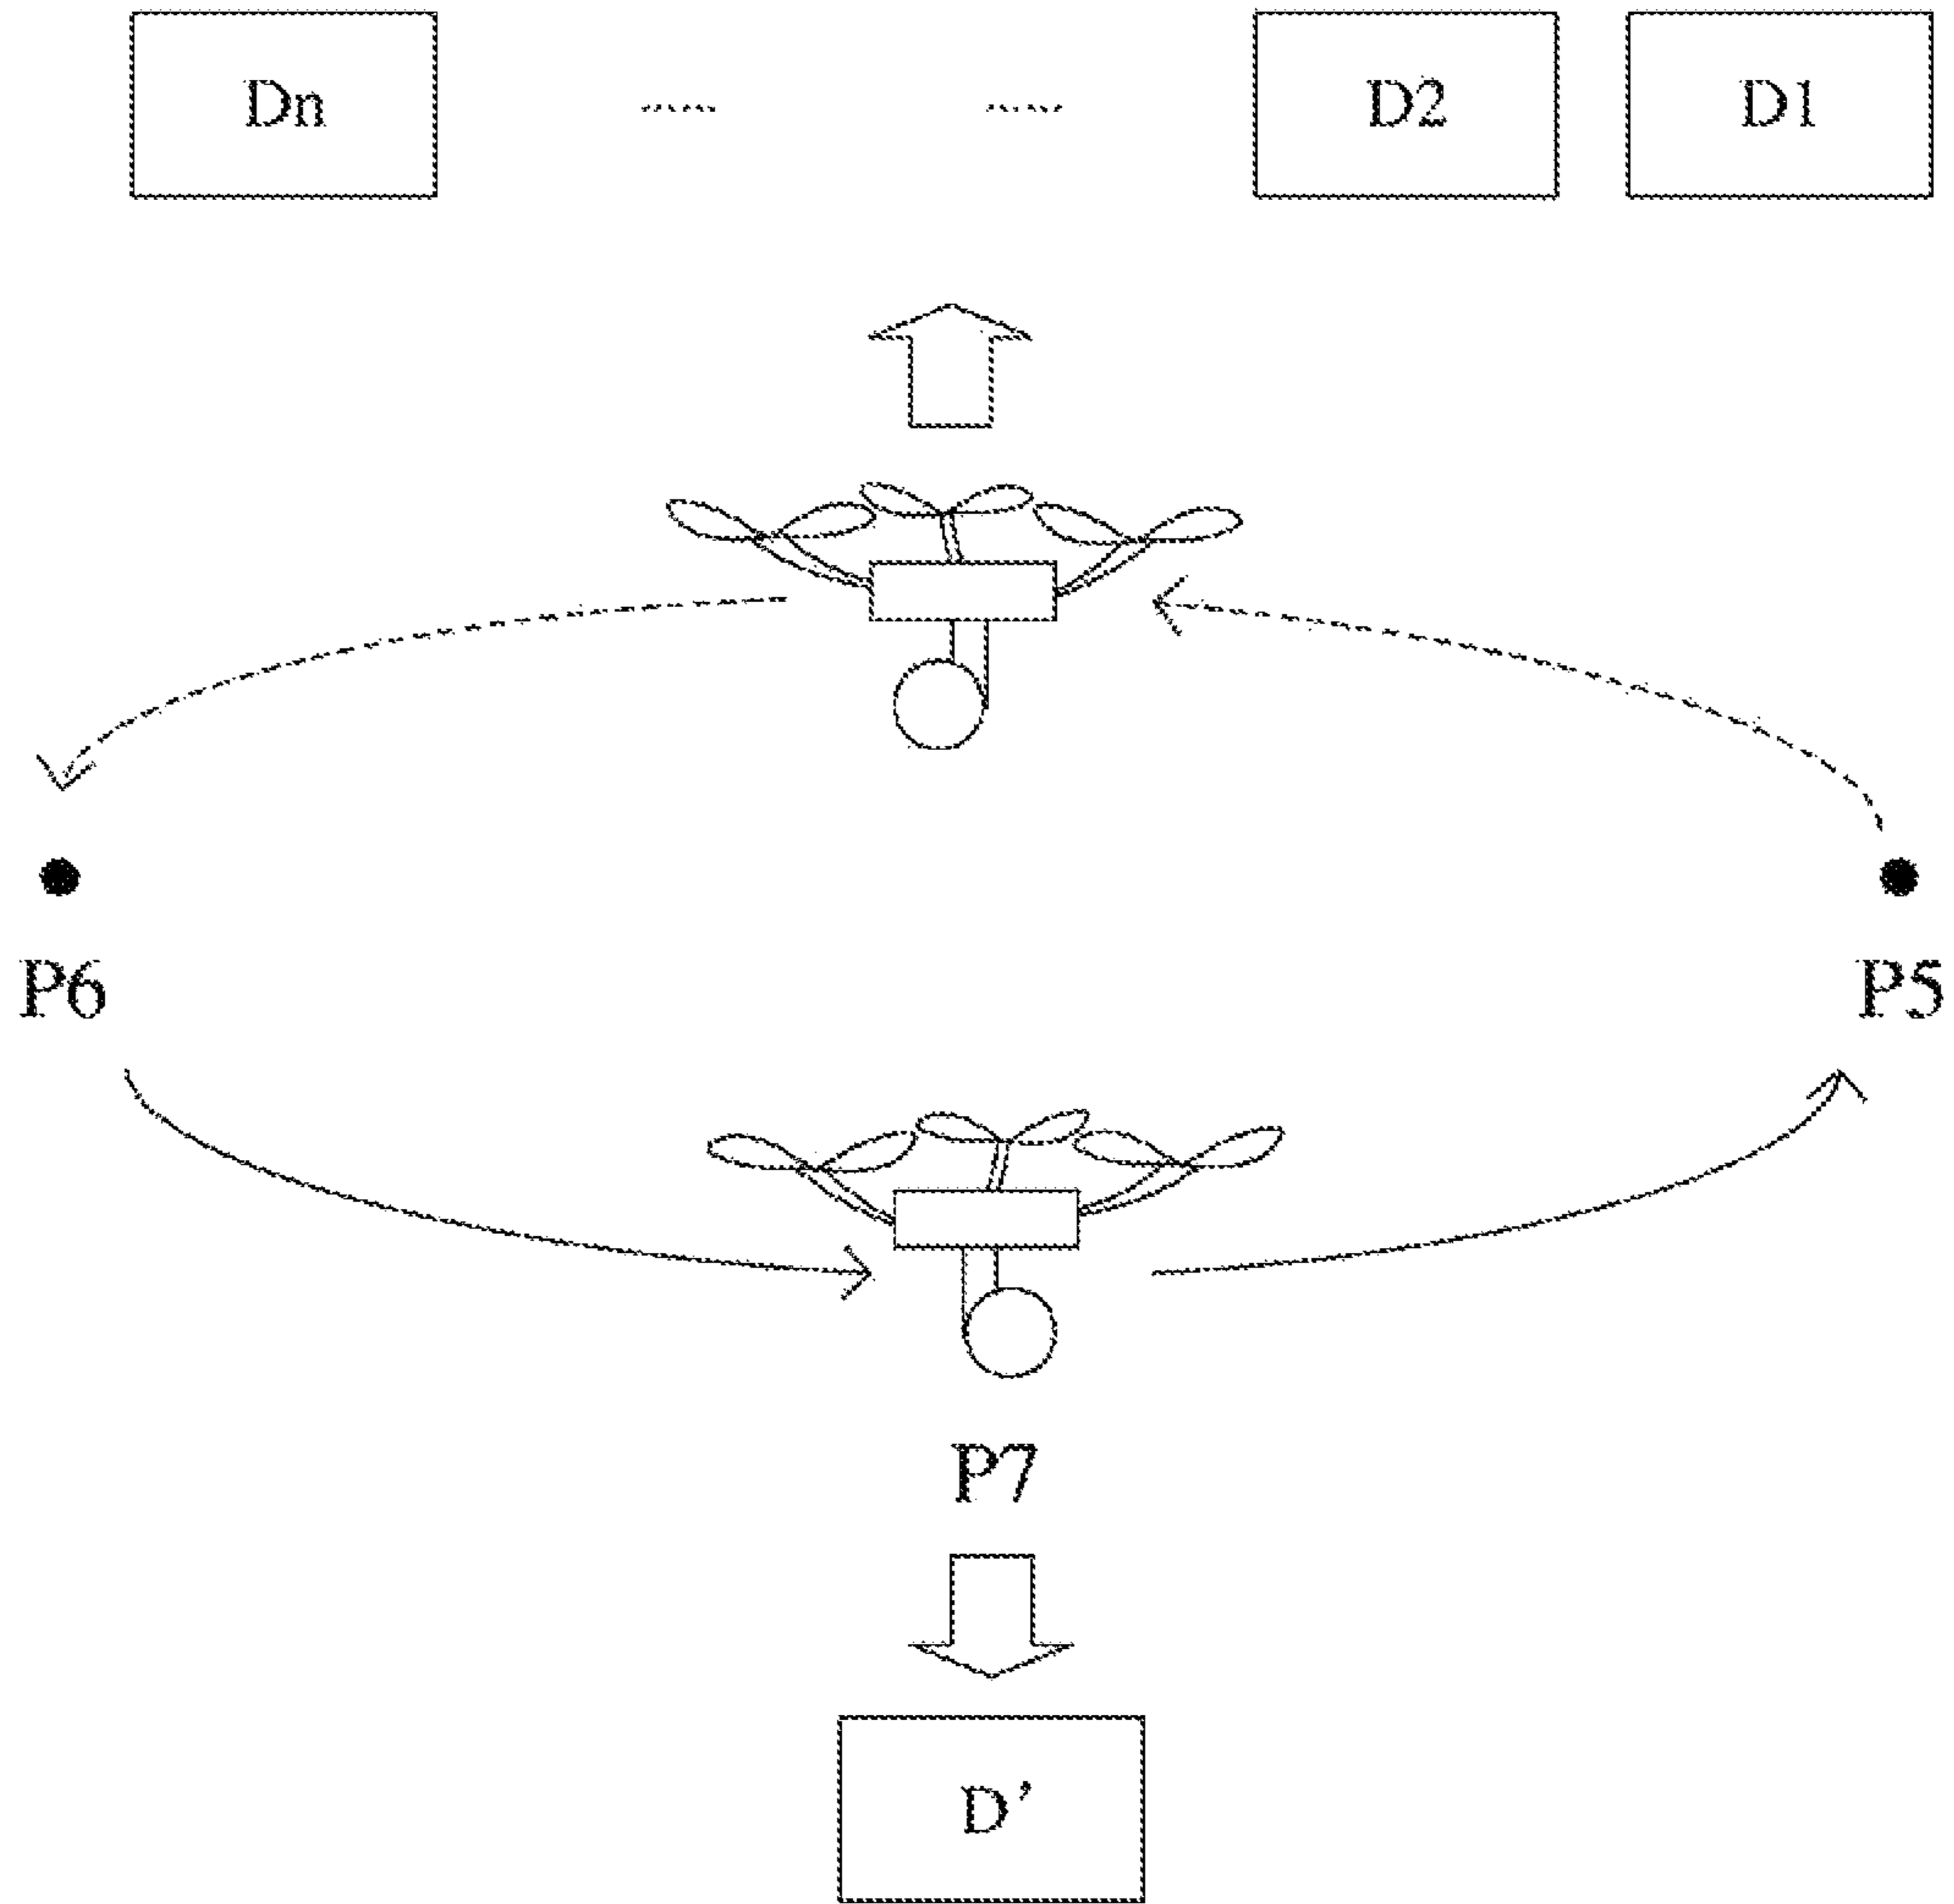 Dn ...... ...... D2 D1
P6 P5
P7
D’